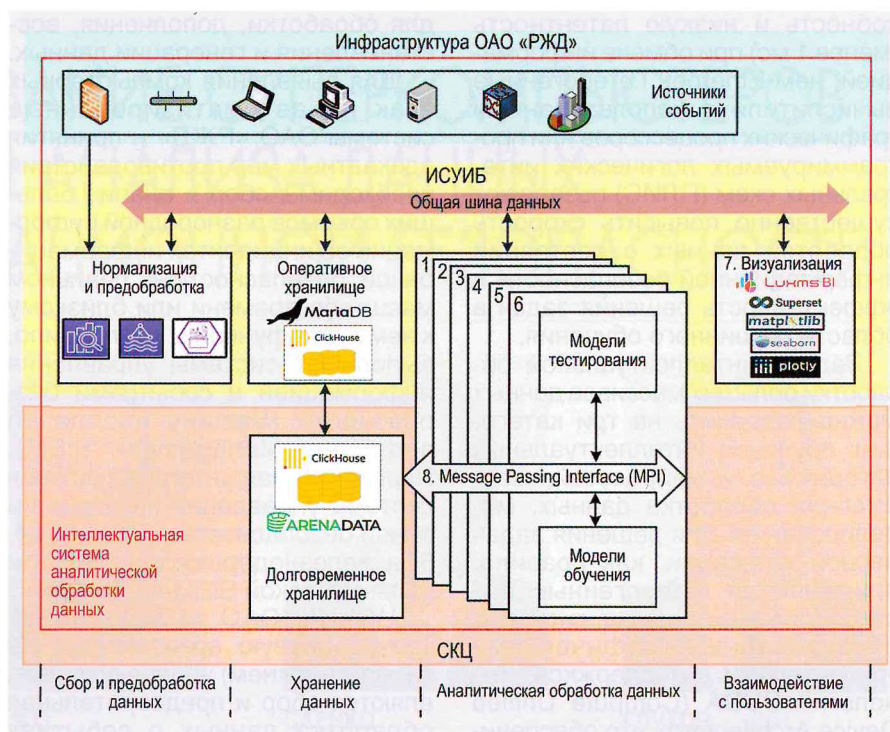 Инфраструктура ОАО «РЖД»
Источники
событий
ИСУИБ
Общая шина данных
Нормализация
и предобработка
Оперативное
хранилище
MariaDB
ClickHouse
1
2
3
4
5
6
Модели
тестирования
7. Визуализация
Luxms BI
Superset
matplotlib
seaborn
plotly
ClickHouse
ARENADATA
Долговременное
хранилище
8. Message Passing Interface (MPI)
Модели
обучения
Интеллектуальная
система
аналитической
обработки
данных
СКЦ
Сбор и предобработка
данных
Хранение
данных
Аналитическая обработка данных
Взаимодействие
с пользователями